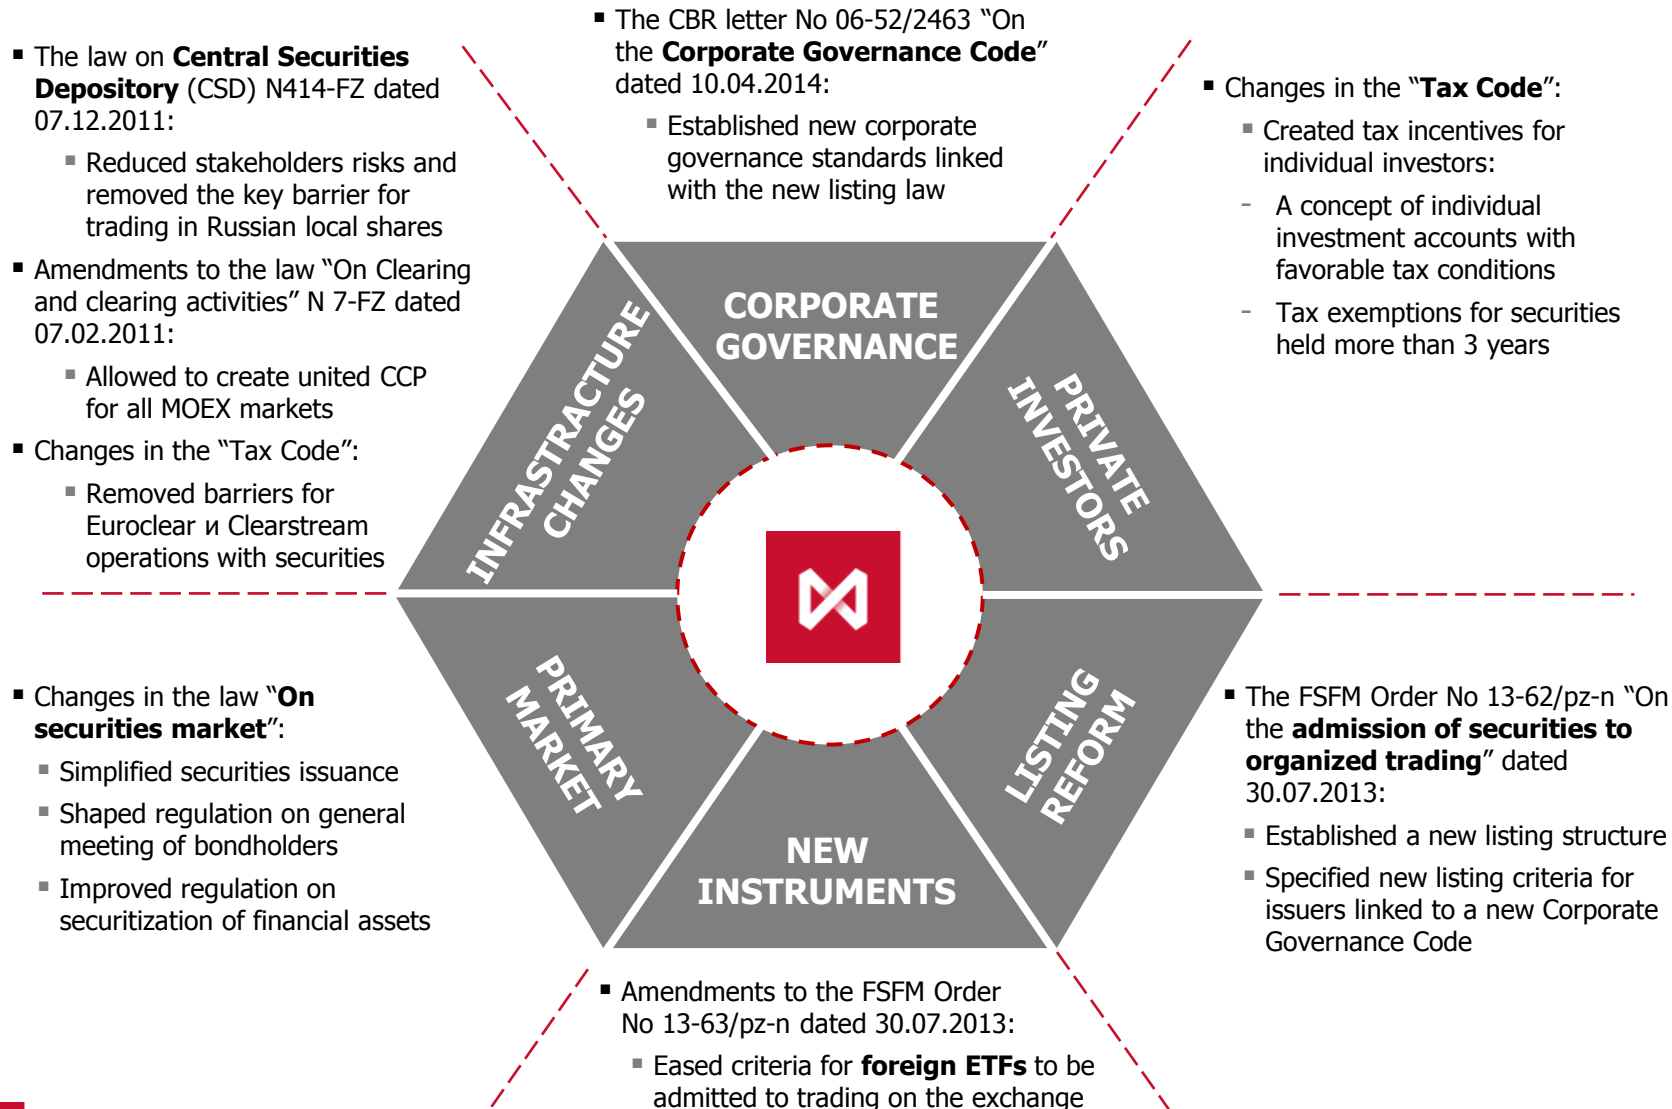 ▪ The law on Central Securities
Depository (CSD) N414-FZ dated
07.12.2011:
▪ Reduced stakeholders risks and
removed the key barrier for
trading in Russian local shares
▪ Amendments to the law “On Clearing
and clearing activities” N 7-FZ dated
07.02.2011:
▪ Allowed to create united CCP
for all MOEX markets
▪ Changes in the “Tax Code”:
▪ Removed barriers for
Euroclear и Clearstream
operations with securities
▪ The CBR letter No 06-52/2463 “On
the Corporate Governance Code”
dated 10.04.2014:
▪ Established new corporate
governance standards linked
with the new listing law
▪ Changes in the “Tax Code”:
▪ Created tax incentives for
individual investors:
- A concept of individual
investment accounts with
favorable tax conditions
- Tax exemptions for securities
held more than 3 years
INFRASTRACTURE
CHANGES
CORPORATE
GOVERNANCE
PRIVATE
INVESTORS
PRIMARY
MARKET
NEW
INSTRUMENTS
LISTING
REFORM
▪ Changes in the law “On
securities market”:
▪ Simplified securities issuance
▪ Shaped regulation on general
meeting of bondholders
▪ Improved regulation on
securitization of financial assets
▪ Amendments to the FSFM Order
No 13-63/pz-n dated 30.07.2013:
▪ Eased criteria for foreign ETFs to be
admitted to trading on the exchange
▪ The FSFM Order No 13-62/pz-n “On
the admission of securities to
organized trading” dated
30.07.2013:
▪ Established a new listing structure
▪ Specified new listing criteria for
issuers linked to a new Corporate
Governance Code